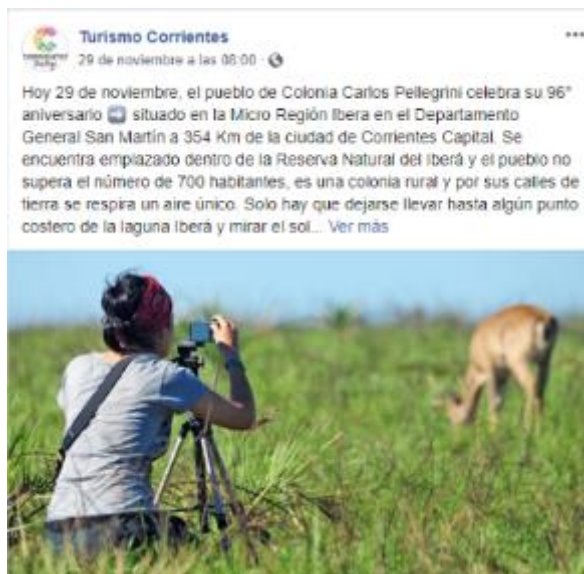 Turismo Corrientes
29 de noviembre a las 08:00 ·
Hoy 29 de noviembre, el pueblo de Colonia Carlos Pellegrini celebra su 96°
aniversario ➡ situado en la Micro Región Ibera en el Departamento
General San Martín a 354 Km de la ciudad de Corrientes Capital. Se
encuentra emplazado dentro de la Reserva Natural del Iberá y el pueblo no
supera el número de 700 habitantes, es una colonia rural y por sus calles de
tierra se respira un aire único. Solo hay que dejarse llevar hasta algún punto
costero de la laguna Iberá y mirar el sol... Ver más